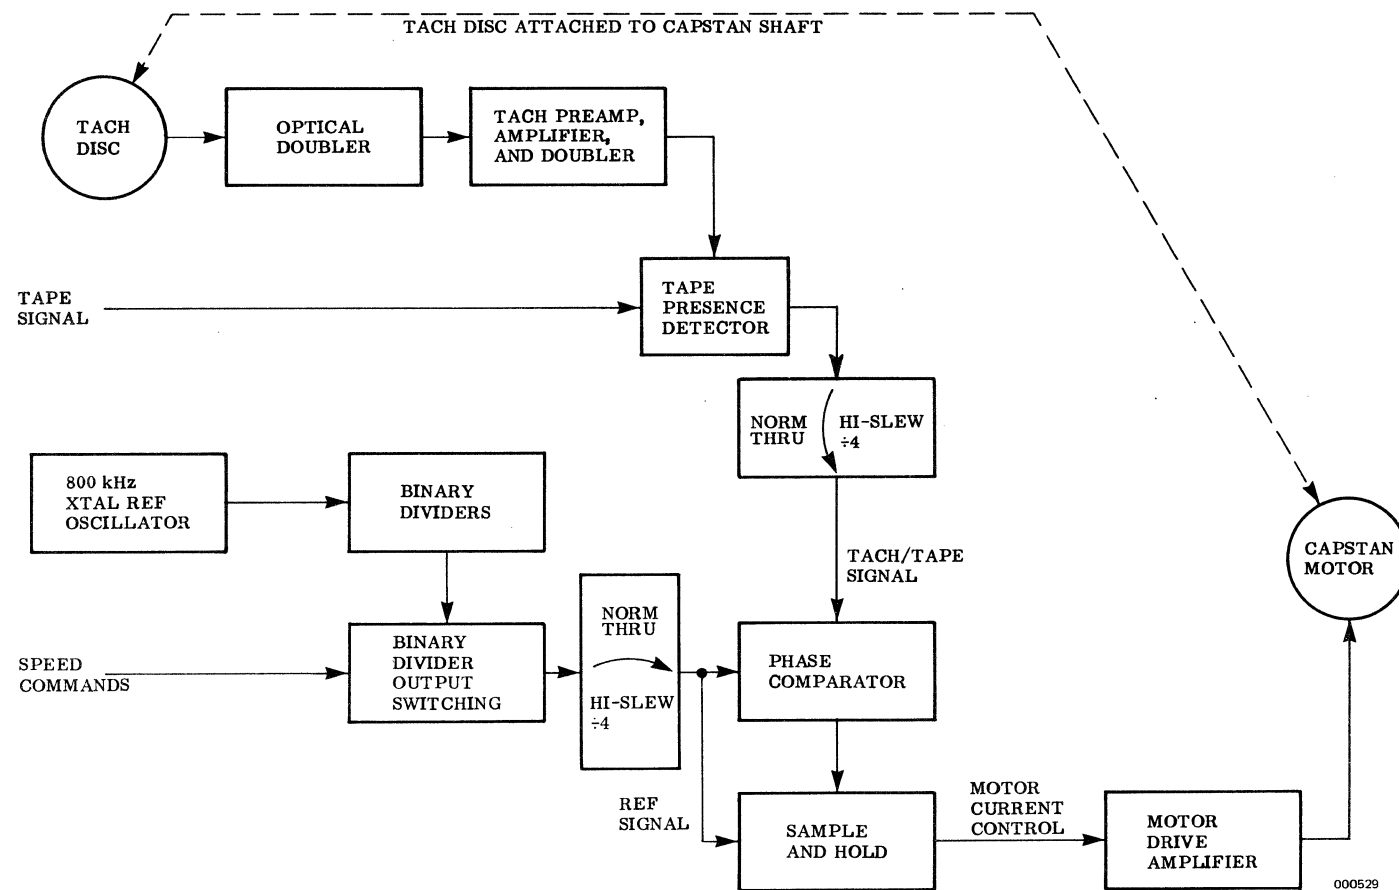 TACH DISC ATTACHED TO CAPSTAN SHAFT
TACH
DISC
OPTICAL
DOUBLER
TACH PREAMP,
AMPLIFIER,
AND DOUBLER
TAPE
SIGNAL
TAPE
PRESENCE
DETECTOR
NORM
THRU
HI-SLEW
÷4
800 kHz
XTAL REF
OSCILLATOR
BINARY
DIVIDERS
TACH/TAPE
SIGNAL
CAPSTAN
MOTOR
SPEED
COMMANDS
BINARY
DIVIDER
OUTPUT
SWITCHING
NORM
THRU
HI-SLEW
÷4
PHASE
COMPARATOR
REF
SIGNAL
SAMPLE
AND HOLD
MOTOR
CURRENT
CONTROL
MOTOR
DRIVE
AMPLIFIER
000529